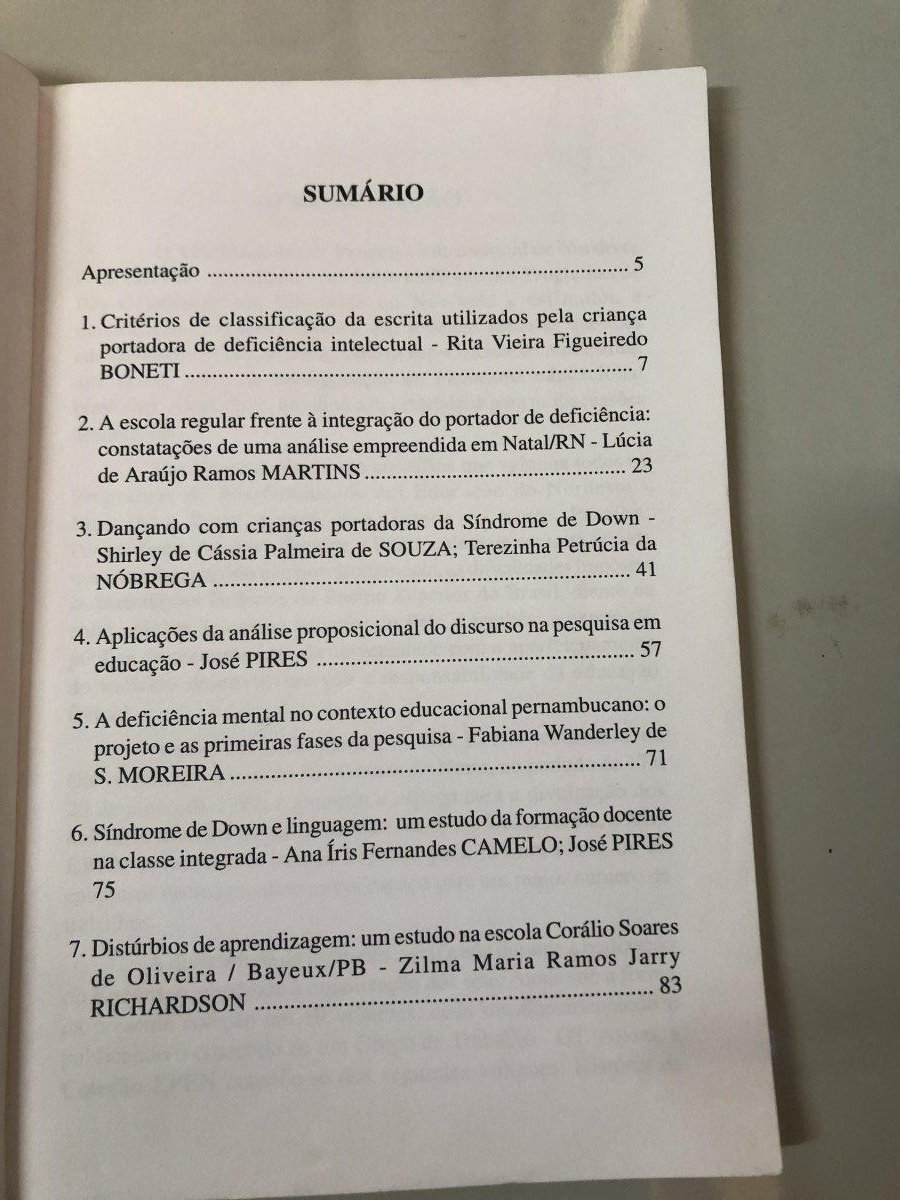 SUMÁRIO
Apresentação ........................................................................ 5
1. Critérios de classificação da escrita utilizados pela criança
portadora de deficiência intelectual - Rita Vieira Figueiredo
BONETI ............................................................................ 7
2. A escola regular frente à integração do portador de deficiência:
constatações de uma análise empreendida em Natal/RN - Lúcia
de Araújo Ramos MARTINS ............................................ 23
3. Dançando com crianças portadoras da Síndrome de Down -
Shirley de Cássia Palmeira de SOUZA; Terezinha Petrúcia da
NÓBREGA ....................................................................... 41
4. Aplicações da análise proposicional do discurso na pesquisa em
educação - José PIRES ...................................................... 57
5. A deficiência mental no contexto educacional pernambucano: o
projeto e as primeiras fases da pesquisa - Fabiana Wanderley de
S. MOREIRA ...................................................................... 71
6. Síndrome de Down e linguagem: um estudo da formação docente
na classe integrada - Ana Íris Fernandes CAMELO; José PIRES
75
7. Distúrbios de aprendizagem: um estudo na escola Corálio Soares
de Oliveira / Bayeux/PB - Zilma Maria Ramos Jarry
RICHARDSON .................................................................... 83